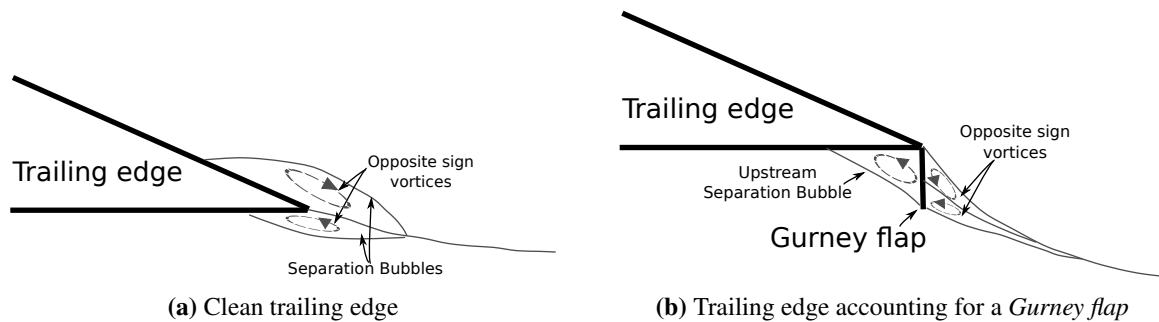 Trailing edge
Opposite sign
vortices
Separation Bubbles
(a) Clean trailing edge
Trailing edge
Opposite sign
vortices
Upstream
Separation Bubble
Gurney flap
(b) Trailing edge accounting for a Gurney flap